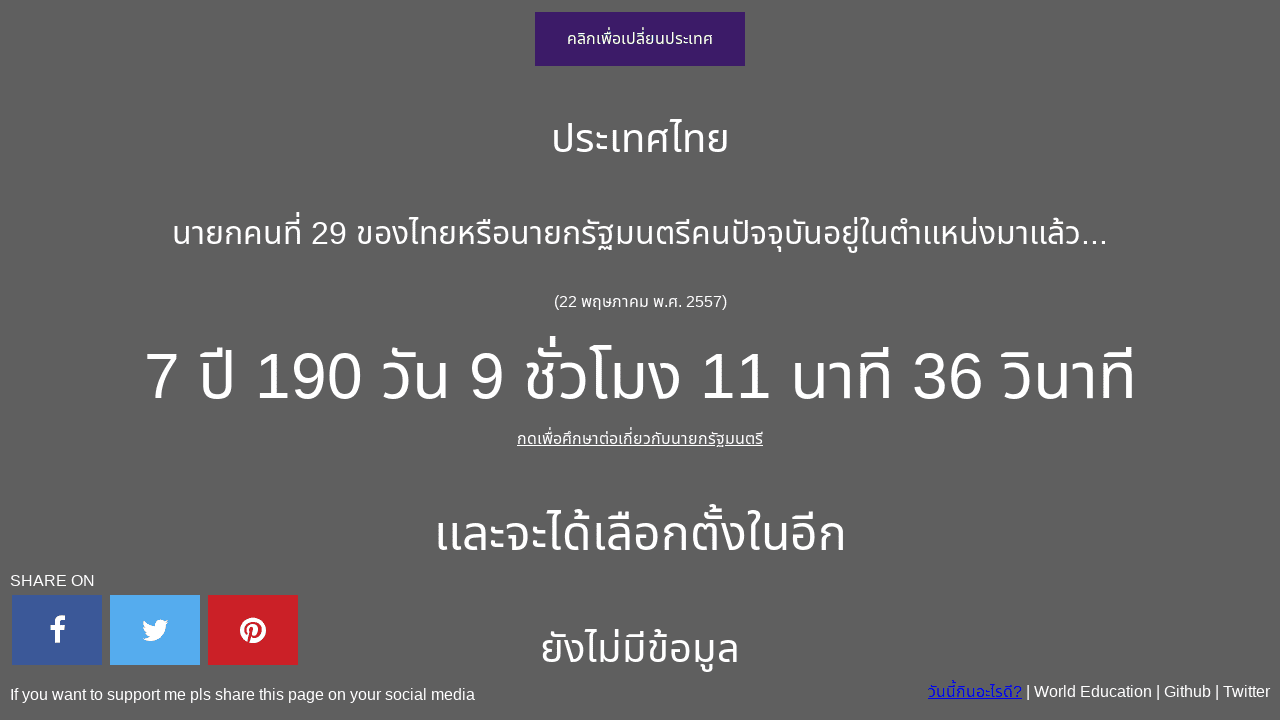 คลิกเพื่อเปลี่ยนประเทศ
ประเทศไทย
นายกคนที่ 29 ของไทยหรือนายกรัฐมนตรีคนปัจจุบันอยู่ในตำแหน่งมาแล้ว...
(22 พฤษภาคม พ.ศ. 2557)
7 ปี 190 วัน 9 ชั่วโมง 11 นาที 36 วินาที
กดเพื่อศึกษาต่อเกี่ยวกับนายกรัฐมนตรี
และจะได้เลือกตั้งในอีก
SHARE ON
ยังไม่มีข้อมูล
If you want to support me pls share this page on your social media
วันนี้กินอะไรดี? | World Education | Github | Twitter